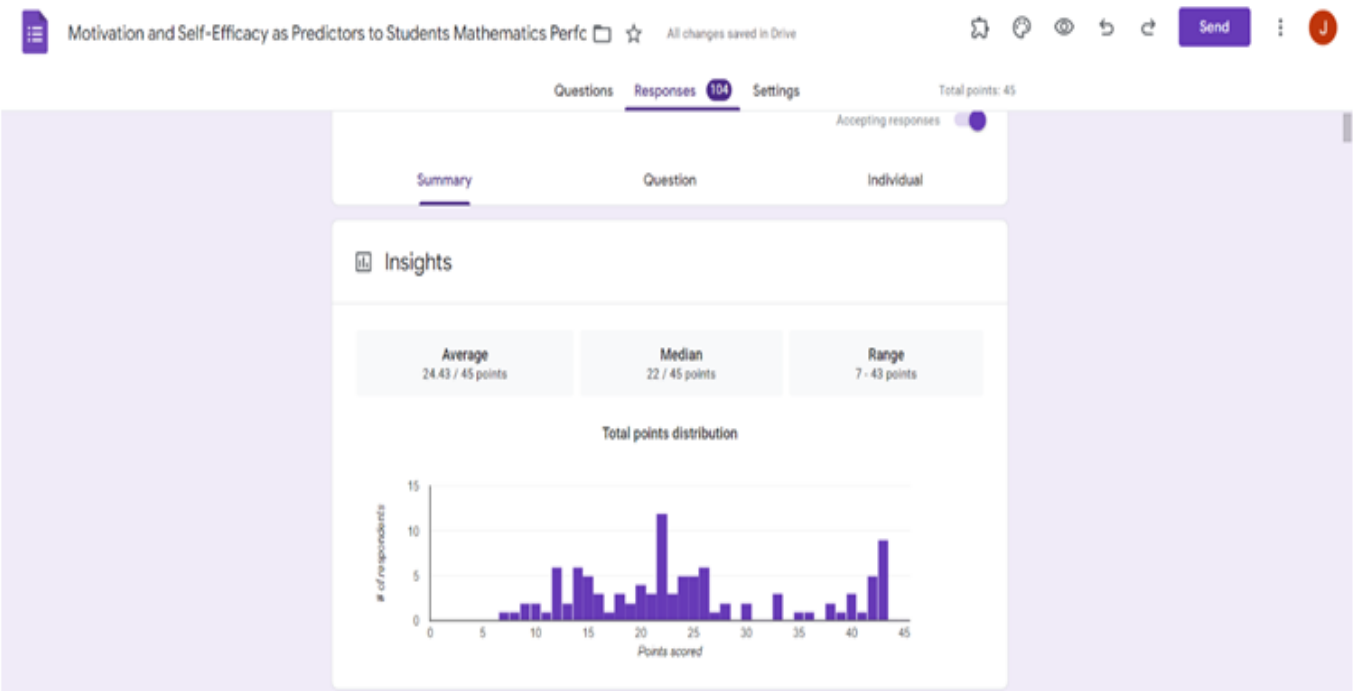 Motivation and Self-Efficacy as Predictors to Students Mathematics Perfc
All changes saved in Drive
Send
J
Questions
Responses 104
Settings
Total points: 45
Accepting responses
Summary
Question
Individual
Insights
Average
24.43 / 45 points
Median
22 / 45 points
Range
7 - 43 points
Total points distribution
# of respondents
15
10
5
0
0 5 10 15 20 25 30 35 40 45
Points scored